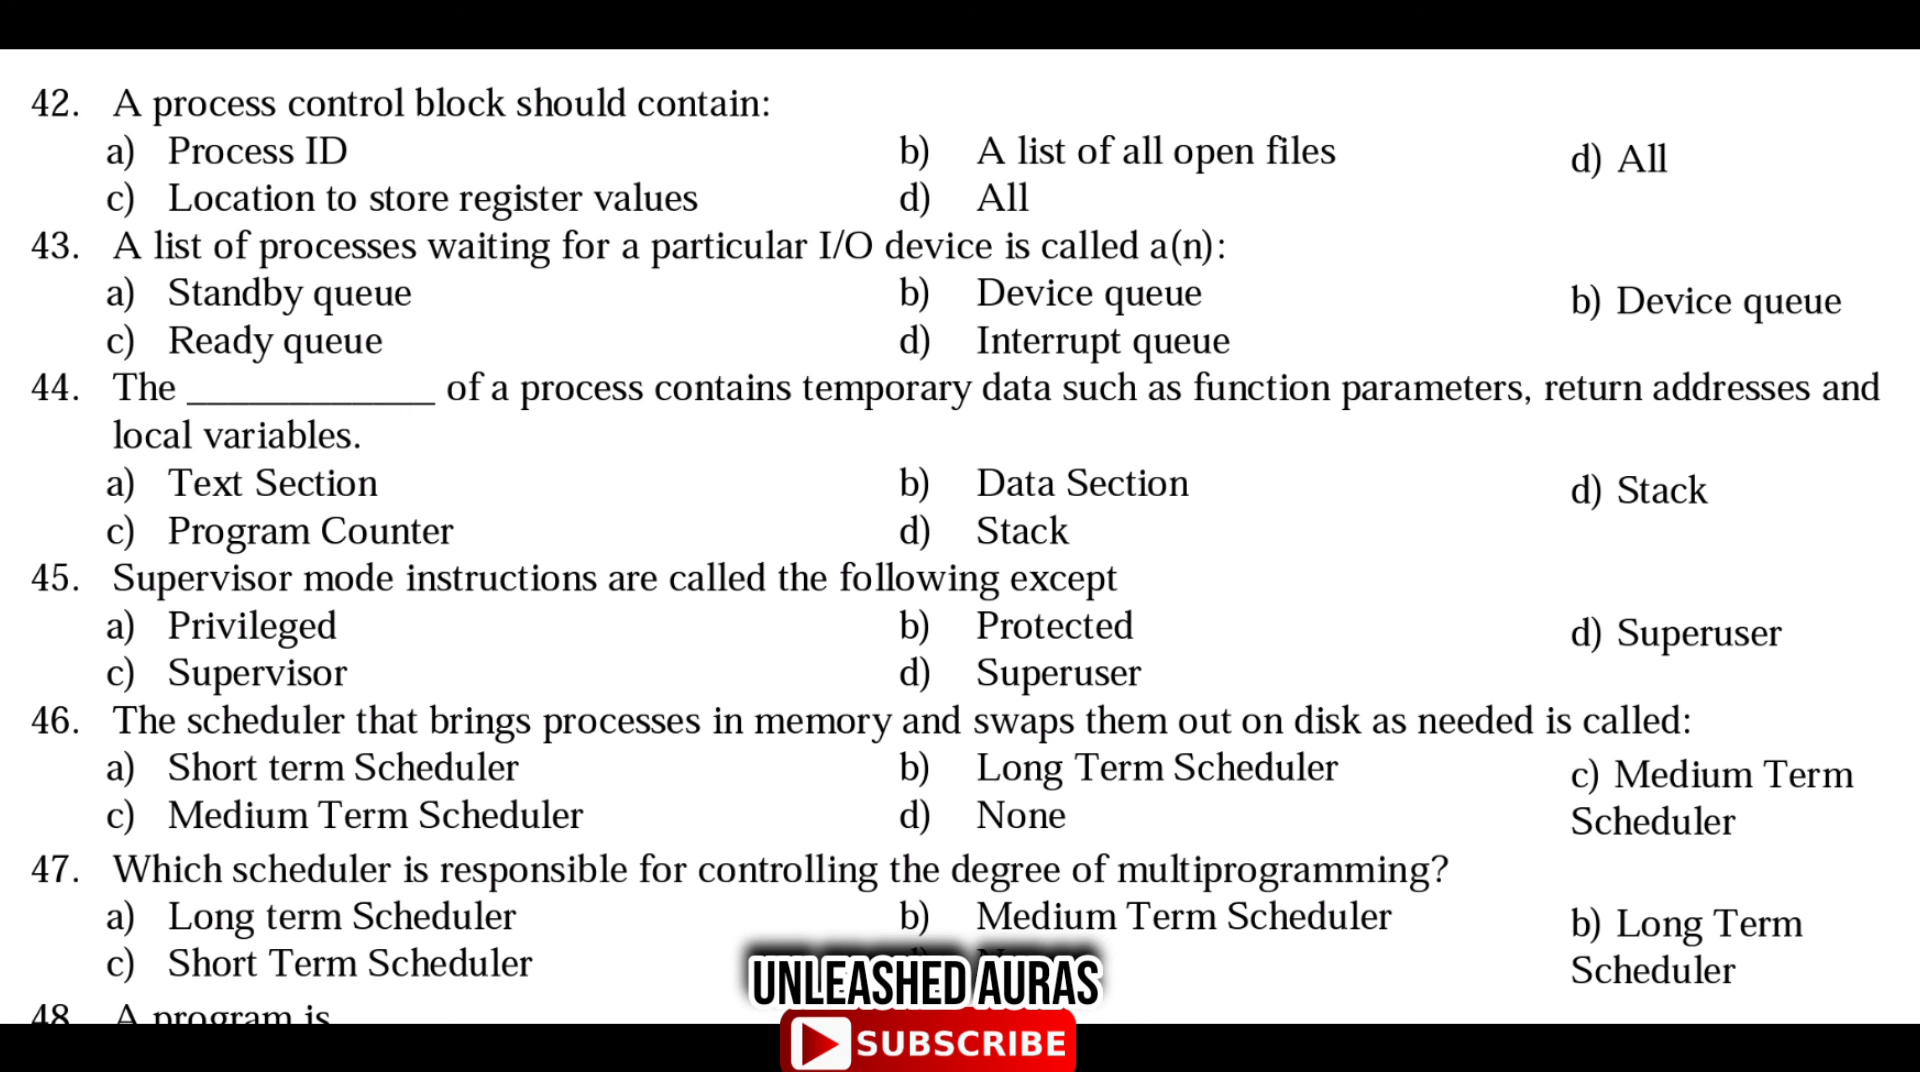 42. A process control block should contain:
a) Process ID b) A list of all open files d) All
c) Location to store register values d) All
43. A list of processes waiting for a particular I/O device is called a(n):
a) Standby queue b) Device queue b) Device queue
c) Ready queue d) Interrupt queue
44. The ____________ of a process contains temporary data such as function parameters, return addresses and
local variables.
a) Text Section b) Data Section d) Stack
c) Program Counter d) Stack
45. Supervisor mode instructions are called the following except
a) Privileged b) Protected d) Superuser
c) Supervisor d) Superuser
46. The scheduler that brings processes in memory and swaps them out on disk as needed is called:
a) Short term Scheduler b) Long Term Scheduler c) Medium Term
c) Medium Term Scheduler d) None Scheduler
47. Which scheduler is responsible for controlling the degree of multiprogramming?
a) Long term Scheduler b) Medium Term Scheduler b) Long Term
c) Short Term Scheduler Scheduler
UNLEASHED AURAS
48. A program is
SUBSCRIBE